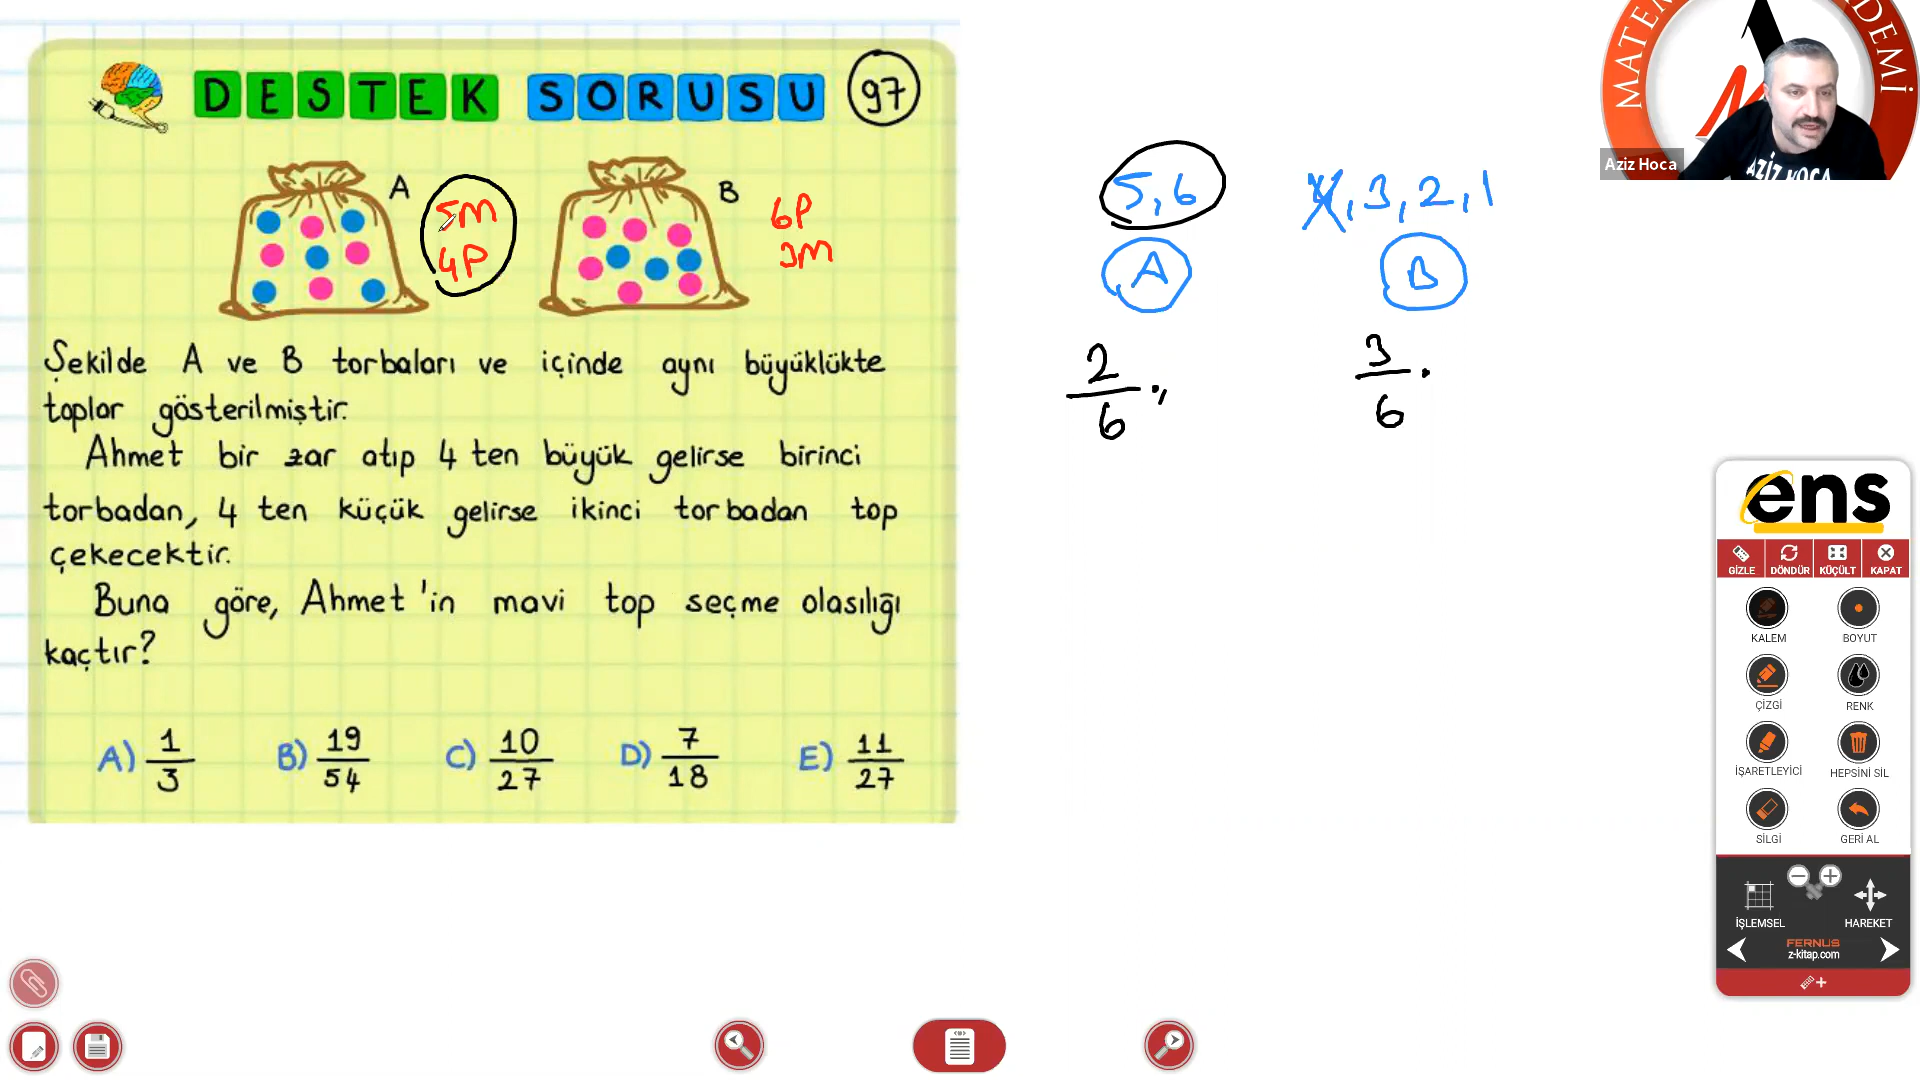 DESTEK SORUSU 97
A
5M
4P
B
6P
3M
Şekilde A ve B torbaları ve içinde aynı büyüklükte
toplar gösterilmiştir.
Ahmet bir zar atıp 4 ten büyük gelirse birinci
torbadan, 4 ten küçük gelirse ikinci torbadan top
çekecektir.
Buna göre, Ahmet'in mavi top seçme olasılığı
kaçtır?
A) 1/3 B) 19/54 C) 10/27 D) 7/18 E) 11/27
5, 6
4, 3, 2, 1
A
B
2/6 .
3/6 .
Aziz Hoca
AZİZ HOCA
ens
GİZLE DÖNDÜR KÜÇÜLT KAPAT
KALEM BOYUT
ÇİZGİ RENK
İŞARETLEYİCİ HEPSİNİ SİL
SİLGİ GERİ AL
İŞLEMSEL HAREKET
FERNUS
z-kitap.com